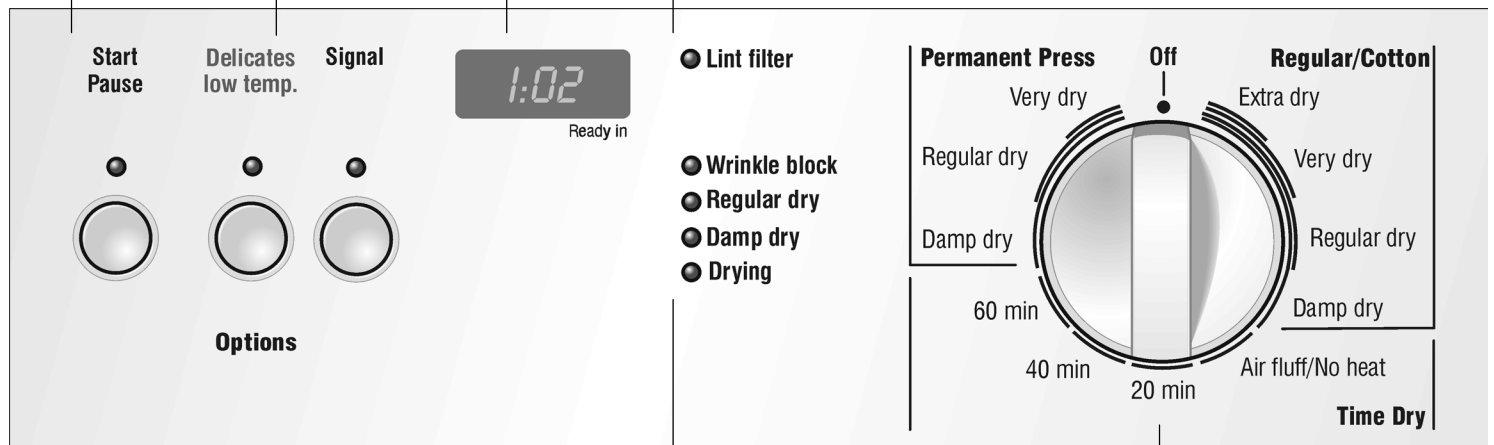 Start
Pause
Delicates
low temp.
Signal
1:02
Ready in
Options
Lint filter
Wrinkle block
Regular dry
Damp dry
Drying
Permanent Press
Off
Regular/Cotton
Very dry
Regular dry
Damp dry
Extra dry
Very dry
Regular dry
Damp dry
60 min
40 min
20 min
Air fluff/No heat
Time Dry